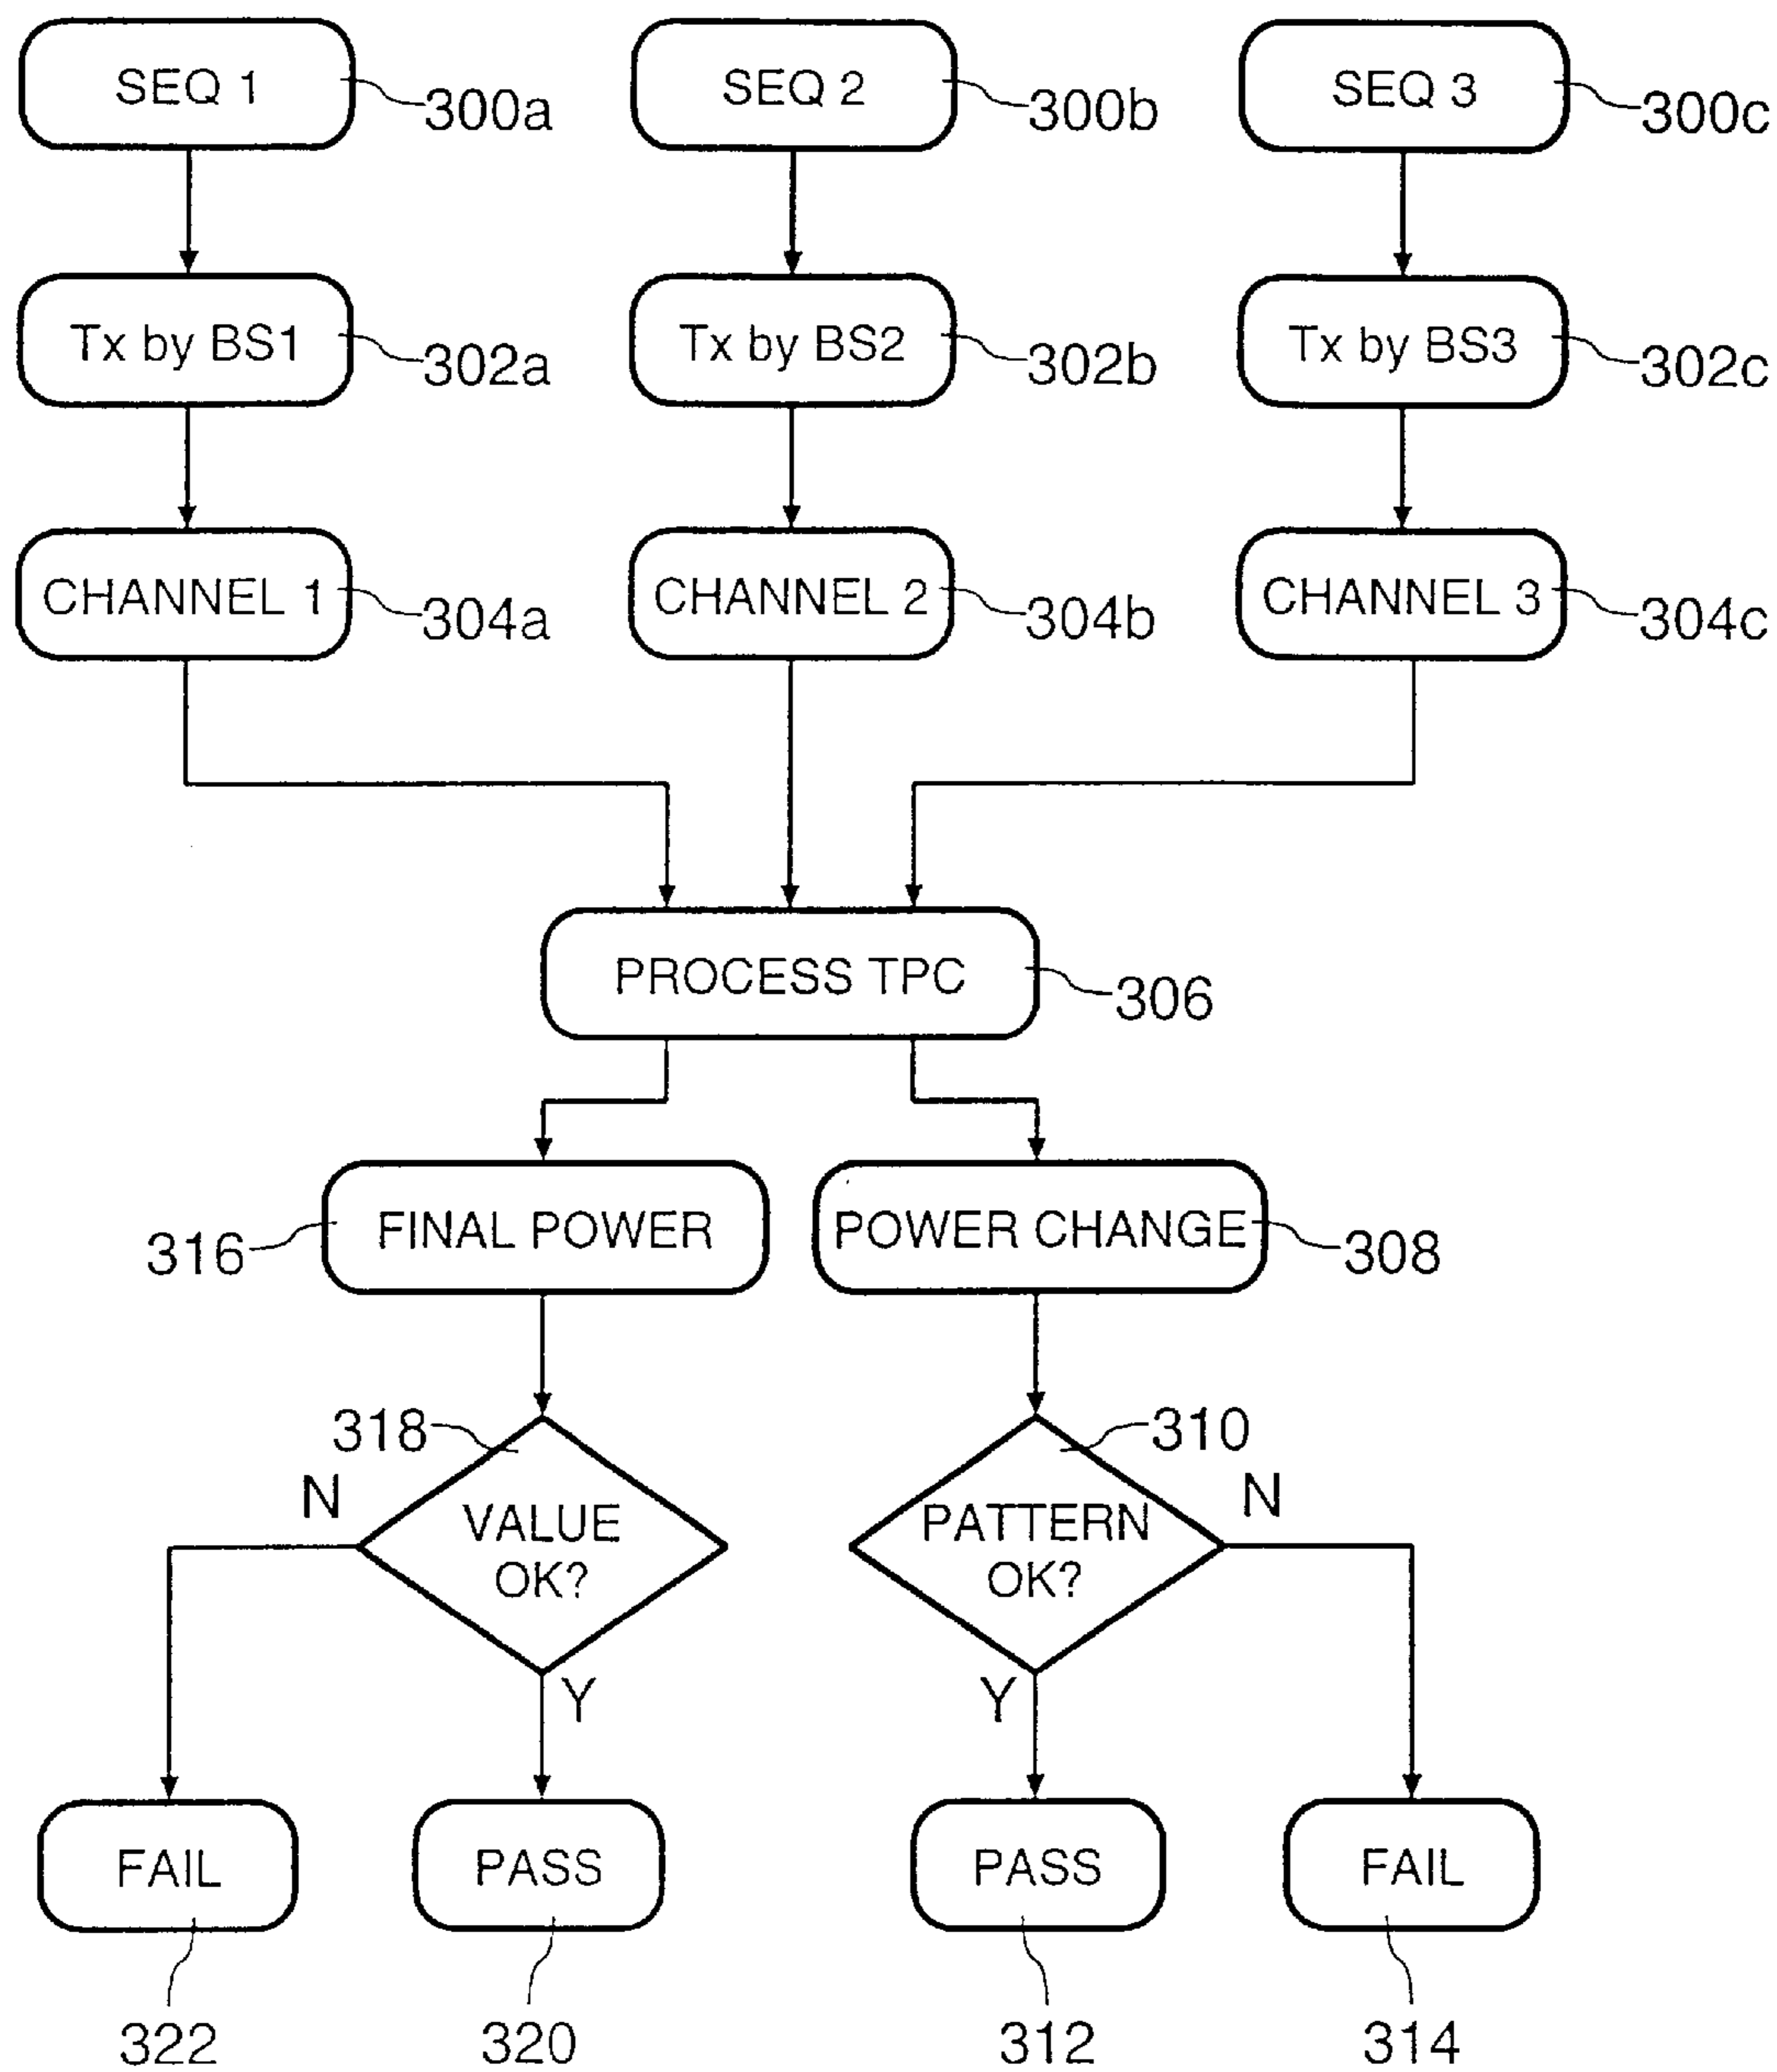 SEQ 1
300a
SEQ 2
300b
SEQ 3
300c
Tx by BS1
302a
Tx by BS2
302b
Tx by BS3
302c
CHANNEL 1
304a
CHANNEL 2
304b
CHANNEL 3
304c
PROCESS TPC
306
316
FINAL POWER
POWER CHANGE
308
318
310
N
VALUE
OK?
PATTERN
OK?
N
Y
Y
FAIL
PASS
PASS
FAIL
322
320
312
314